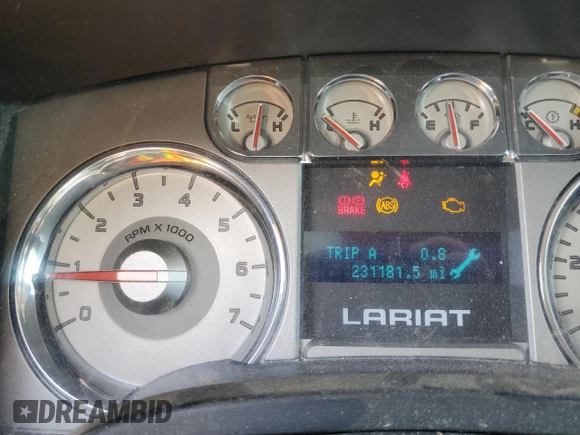 L H
C H
E F
C
3 4
2 5
1 6
0 7
RPM X 1000
BRAKE
ABS
TRIP A 0.8
231181.5 mi
LARIAT
DREAMBID